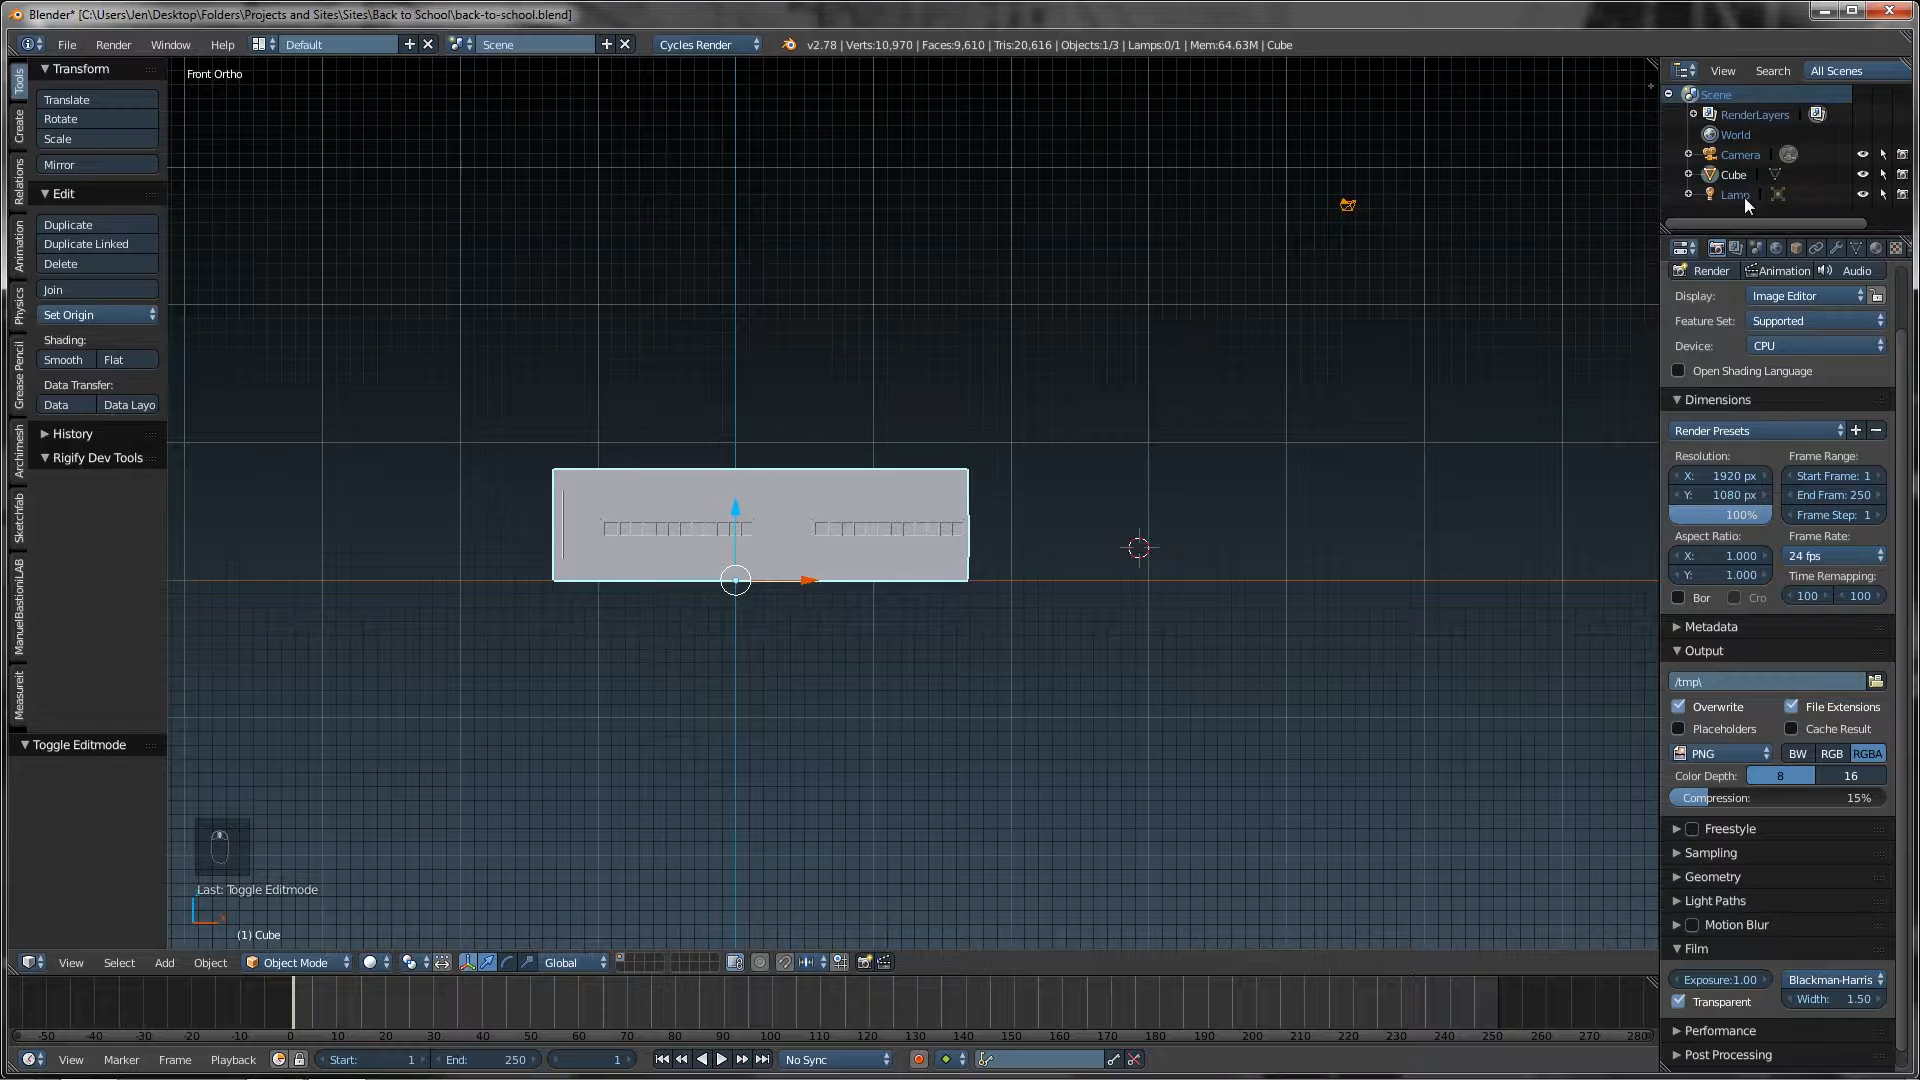 Blender* [C:\Users\Jen\Desktop\Folders\Projects and Sites\Sites\Back to School\back-to-school.blend]
File Render Window Help Default Scene Cycles Render v2.78 | Verts:10,970 | Faces:9,610 | Tris:20,616 | Objects:1/3 | Lamps:0/1 | Mem:64.63M | Cube
Tools
Create
Relations
Animation
Physics
Grease Pencil
Archimesh
Sketchfab
ManuelBastioniLAB
Measureit
Transform
Translate
Rotate
Scale
Mirror
Edit
Duplicate
Duplicate Linked
Delete
Join
Set Origin
Shading:
Smooth Flat
Data Transfer:
Data Data Layo
History
Rigify Dev Tools
Toggle Editmode
Front Ortho
Last: Toggle Editmode
(1) Cube
View Search All Scenes
Scene
RenderLayers
World
Camera
Cube
Lamp
Render Animation Audio
Display: Image Editor
Feature Set: Supported
Device: CPU
Open Shading Language
Dimensions
Render Presets
Resolution: Frame Range:
X: 1920 px Start Frame: 1
Y: 1080 px End Fram: 250
100% Frame Step: 1
Aspect Ratio: Frame Rate:
X: 1.000 24 fps
Y: 1.000 Time Remapping:
Bor Cro 100 100
Metadata
Output
/tmp\
Overwrite File Extensions
Placeholders Cache Result
PNG BW RGB RGBA
Color Depth: 8 16
Compression: 15%
Freestyle
Sampling
Geometry
Light Paths
Motion Blur
Film
Exposure:1.00 Blackman-Harris
Transparent Width: 1.50
Performance
Post Processing
View Select Add Object Object Mode Global
-50 -40 -30 -20 -10 0 10 20 30 40 50 60 70 80 90 100 110 120 130 140 150 160 170 180 190 200 210 220 230 240 250 260 270 280
View Marker Frame Playback Start: 1 End: 250 1 No Sync